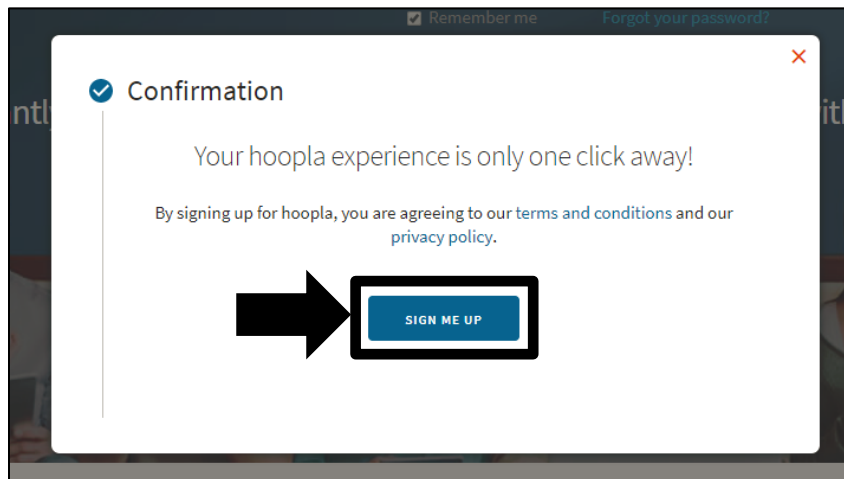 Remember me Forgot your password?
Confirmation
ntl
Your hoopla experience is only one click away!
By signing up for hoopla, you are agreeing to our terms and conditions and our
privacy policy.
SIGN ME UP